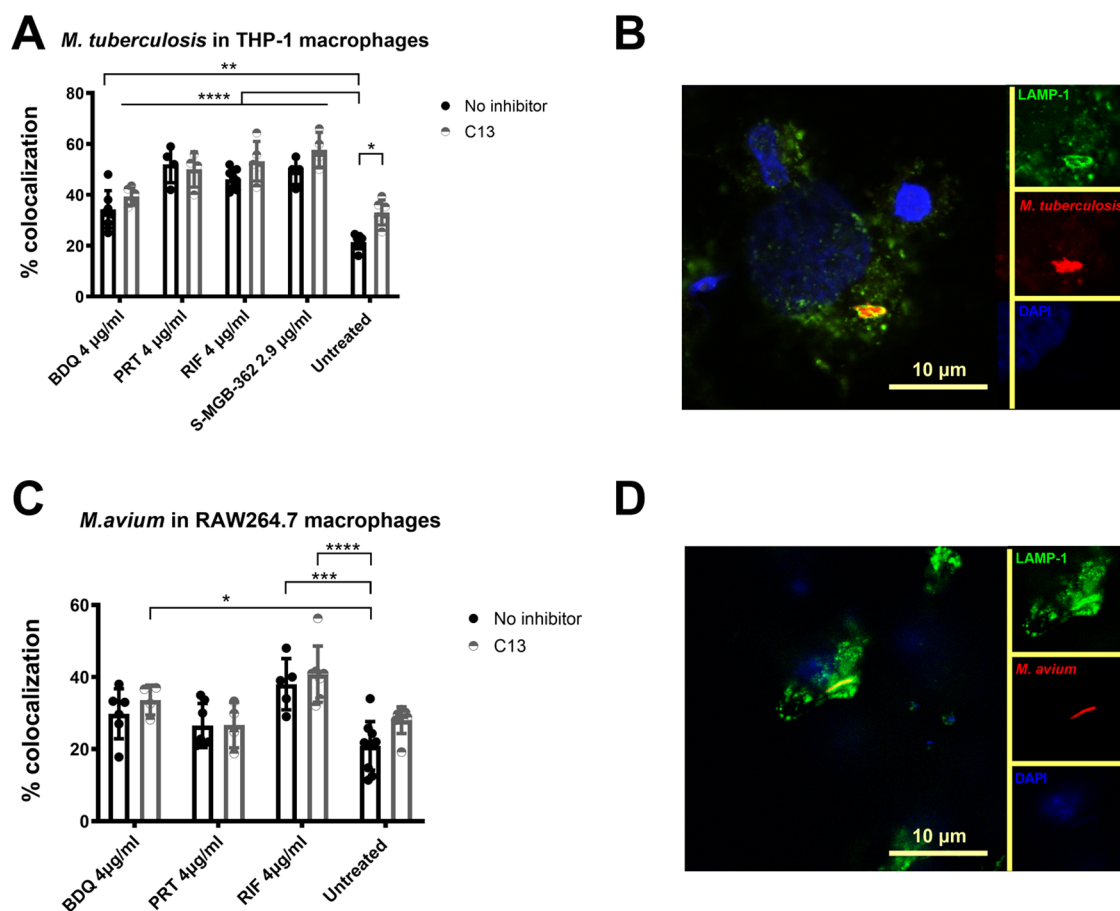 A
M. tuberculosis in THP-1 macrophages
**
****
*
% colocalization
80
60
40
20
0
No inhibitor
C13
BDQ 4 µg/ml
PRT 4 µg/ml
RIF 4 µg/ml
S-MGB-362 2.9 µg/ml
Untreated
B
LAMP-1
M. tuberculosis
DAPI
10 µm
C
M.avium in RAW264.7 macrophages
****
***
*
% colocalization
60
40
20
0
No inhibitor
C13
BDQ 4µg/ml
PRT 4µg/ml
RIF 4µg/ml
Untreated
D
LAMP-1
M. avium
DAPI
10 µm